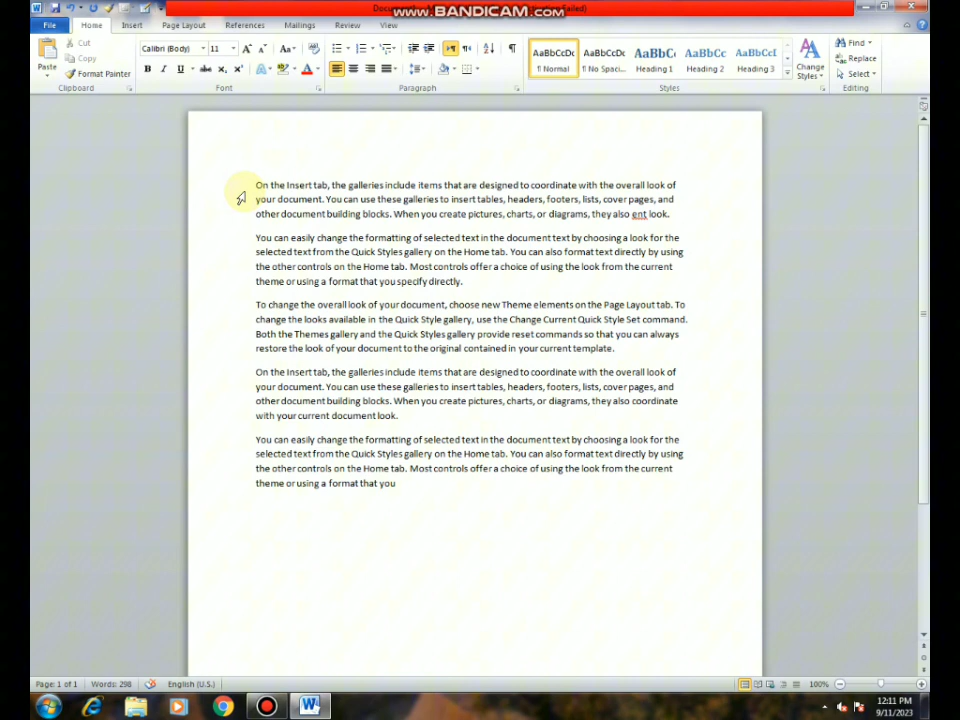 Docum www.BANDICAM.com ailed)
File Home Insert Page Layout References Mailings Review View
Paste Cut Copy Format Painter
Calibri (Body) 11 A A Aa
B I U abc x₂ x² A A
AaBbCcDc AaBbCcDc AaBbCc AaBbCc AaBbCcI
¶ Normal ¶ No Spaci... Heading 1 Heading 2 Heading 3
Change Styles
Find Replace Select
Clipboard Font Paragraph Styles Editing
On the Insert tab, the galleries include items that are designed to coordinate with the overall look of
your document. You can use these galleries to insert tables, headers, footers, lists, cover pages, and
other document building blocks. When you create pictures, charts, or diagrams, they also ent look.
You can easily change the formatting of selected text in the document text by choosing a look for the
selected text from the Quick Styles gallery on the Home tab. You can also format text directly by using
the other controls on the Home tab. Most controls offer a choice of using the look from the current
theme or using a format that you specify directly.
To change the overall look of your document, choose new Theme elements on the Page Layout tab. To
change the looks available in the Quick Style gallery, use the Change Current Quick Style Set command.
Both the Themes gallery and the Quick Styles gallery provide reset commands so that you can always
restore the look of your document to the original contained in your current template.
On the Insert tab, the galleries include items that are designed to coordinate with the overall look of
your document. You can use these galleries to insert tables, headers, footers, lists, cover pages, and
other document building blocks. When you create pictures, charts, or diagrams, they also coordinate
with your current document look.
You can easily change the formatting of selected text in the document text by choosing a look for the
selected text from the Quick Styles gallery on the Home tab. You can also format text directly by using
the other controls on the Home tab. Most controls offer a choice of using the look from the current
theme or using a format that you
Page: 1 of 1 Words: 298 English (U.S.) 100%
12:11 PM
9/11/2023